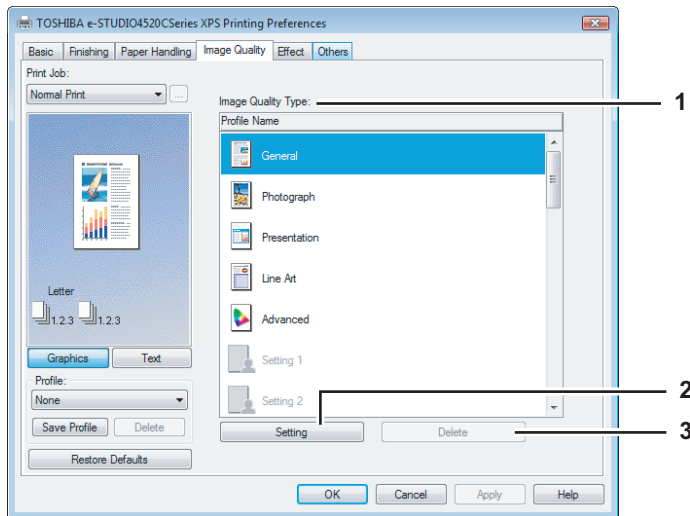 TOSHIBA e-STUDIO4520CSeries XPS Printing Preferences
Basic Finishing Paper Handling Image Quality Effect Others
Print Job:
Normal Print ...
Image Quality Type: 1
Profile Name
General
Photograph
Presentation
Line Art
Advanced
Setting 1
Setting 2
Letter
1.2.3 1.2.3
Graphics Text
Profile:
None
Save Profile Delete
Restore Defaults
Setting 2
Delete 3
OK Cancel Apply Help